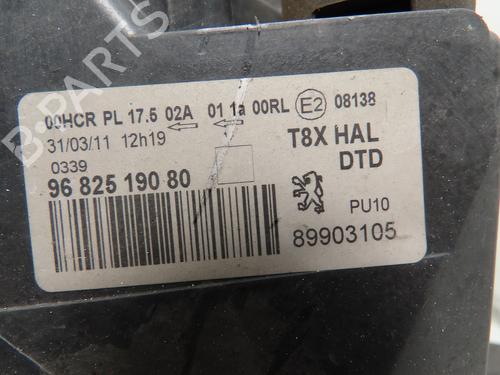 00HCR PL 17.5 02A 01 1a 00RL E2 08138
31/03/11 12h19
0339
96 825 190 80
T8X HAL
DTD
PU10
89903105
B-PARTS